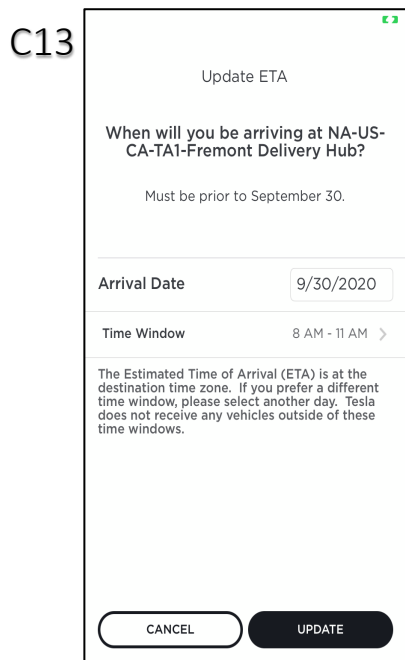 C13
Update ETA
When will you be arriving at NA-US-
CA-TA1-Fremont Delivery Hub?
Must be prior to September 30.
Arrival Date 9/30/2020
Time Window 8 AM - 11 AM >
The Estimated Time of Arrival (ETA) is at the
destination time zone. If you prefer a different
time window, please select another day. Tesla
does not receive any vehicles outside of these
time windows.
CANCEL UPDATE